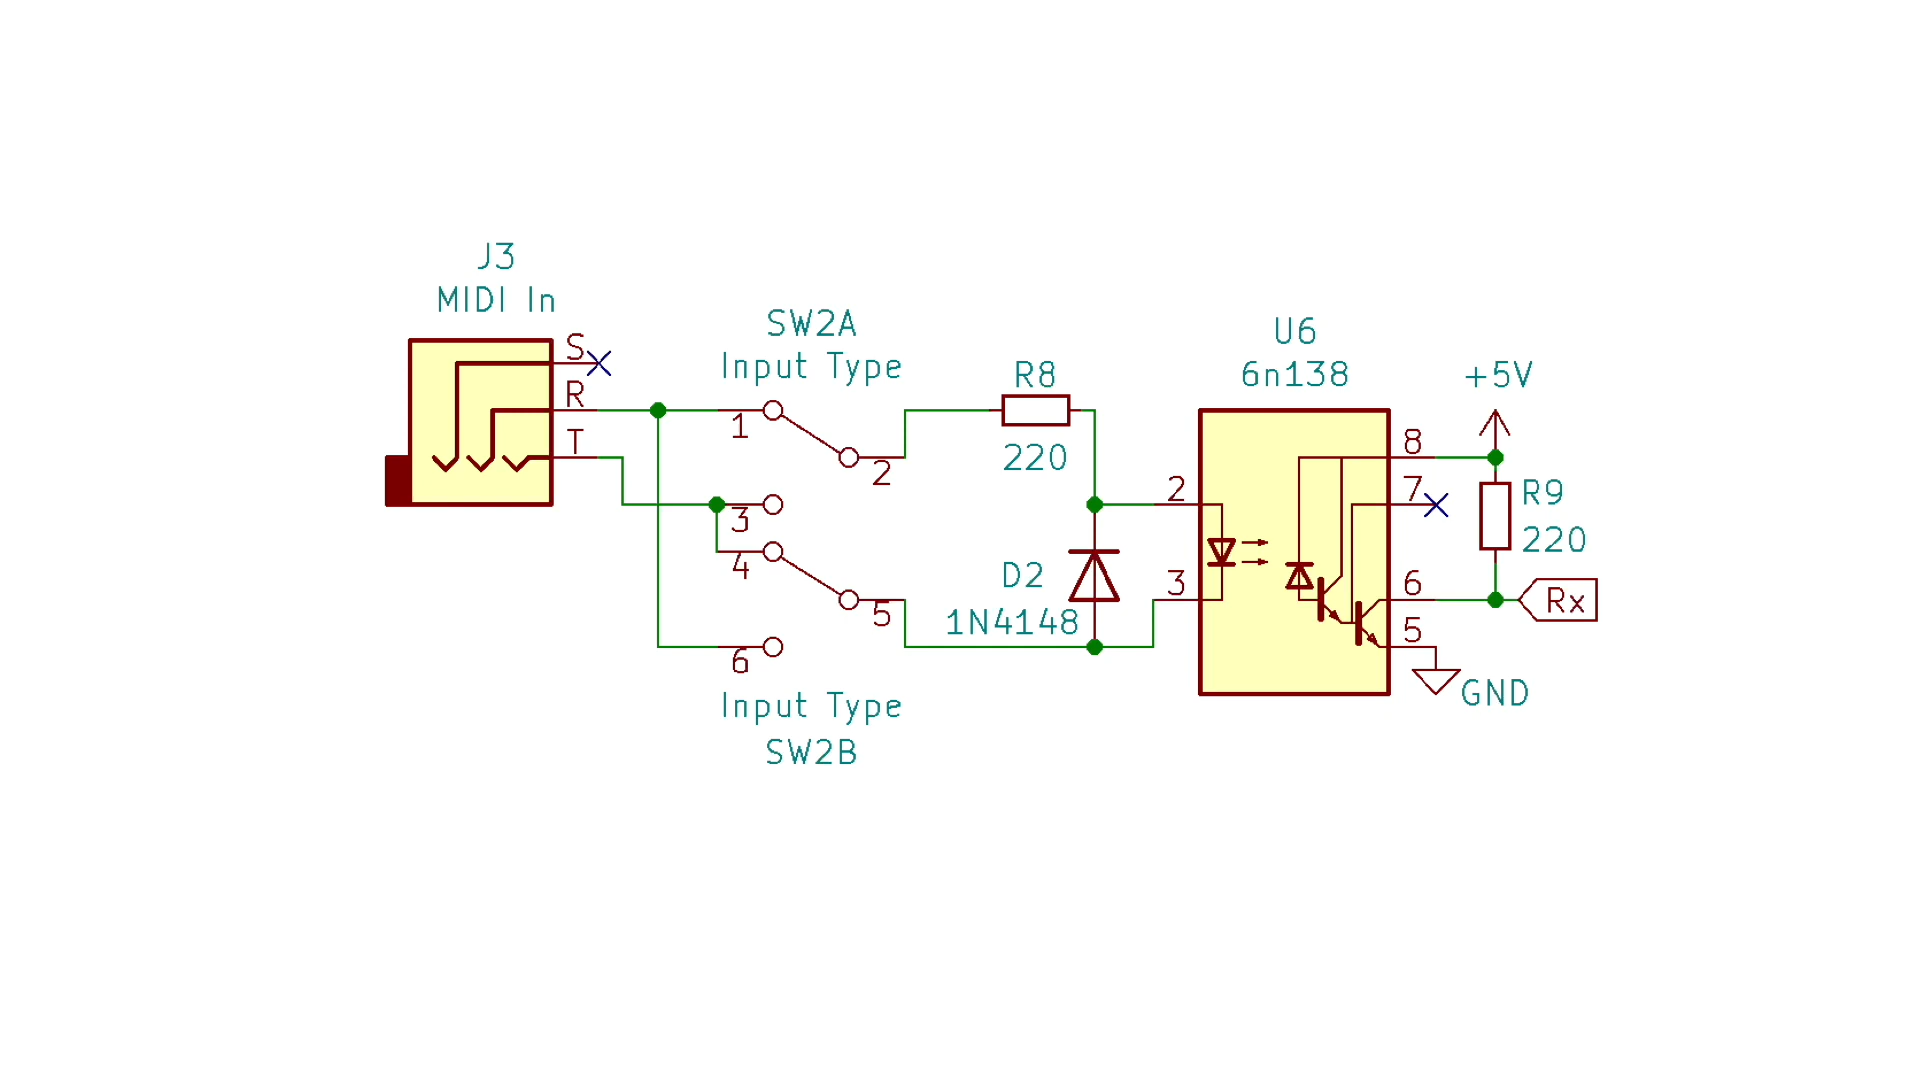 J3
MIDI In
S
R
T
SW2A
Input Type
1
2
3
4
5
6
Input Type
SW2B
R8
220
D2
1N4148
U6
6n138
2
3
8
7
6
5
+5V
R9
220
Rx
GND